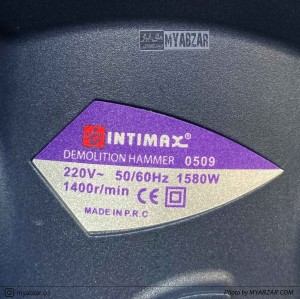 MYABZAR
INTIMAX®
DEMOLITION HAMMER 0509
220V~ 50/60Hz 1580W
1400r/min CE
MADE IN P.R.C
myabzar.co
Photo by MYABZAR.COM